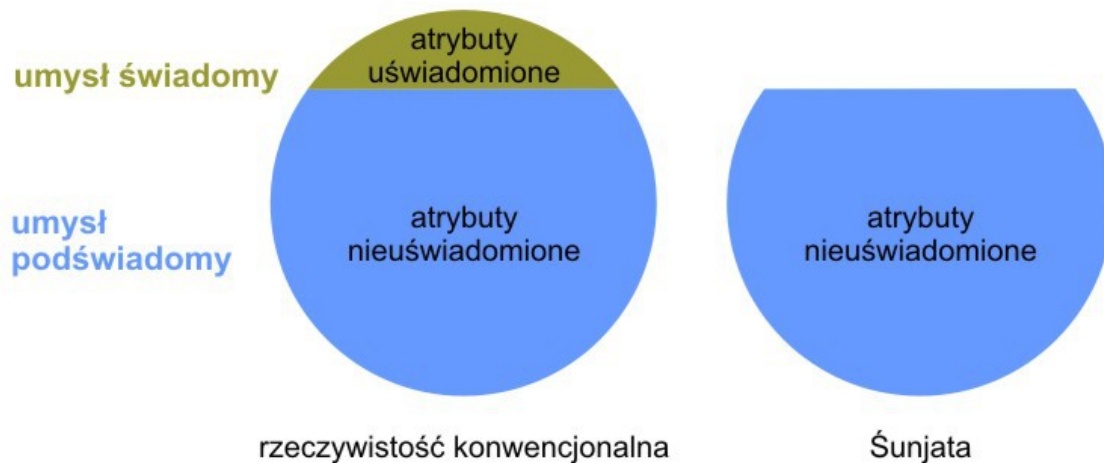 atrybuty
uświadomione
umysł świadomy
umysł
podświadomy
atrybuty
nieuświadomione
atrybuty
nieuświadomione
rzeczywistość konwencjonalna
Śunjata